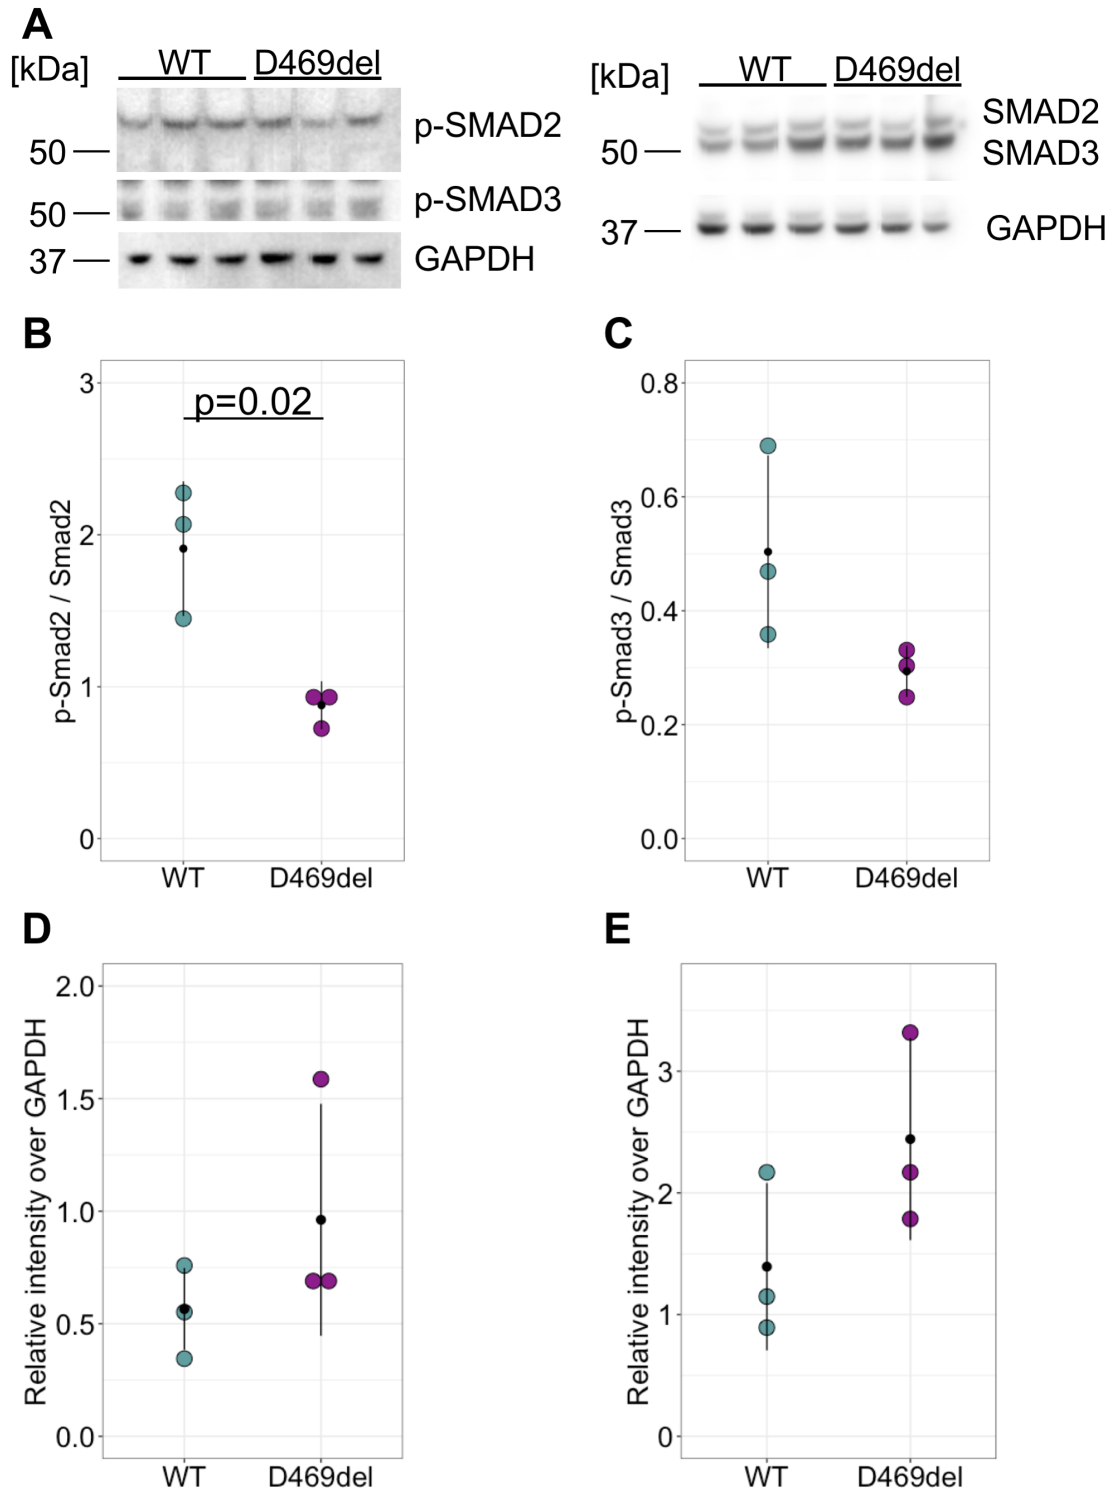 A
[kDa] WT D469del
p-SMAD2
50
p-SMAD3
50
37 GAPDH
[kDa] WT D469del
SMAD2
50 SMAD3
37 GAPDH
B
p-Smad2 / Smad2
3
2
1
0
p=0.02
WT D469del
C
p-Smad3 / Smad3
0.8
0.6
0.4
0.2
0.0
WT D469del
D
Relative intensity over GAPDH
2.0
1.5
1.0
0.5
0.0
WT D469del
E
Relative intensity over GAPDH
3
2
1
0
WT D469del